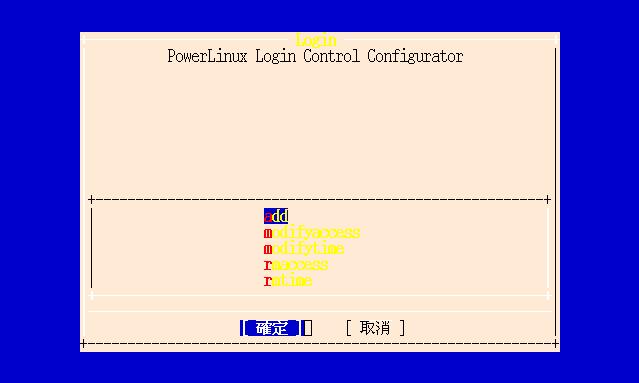 Login
PowerLinux Login Control Configurator
add
modifyaccess
modifytime
rmaccess
rmtime
[ 確定 ] [ 取消 ]